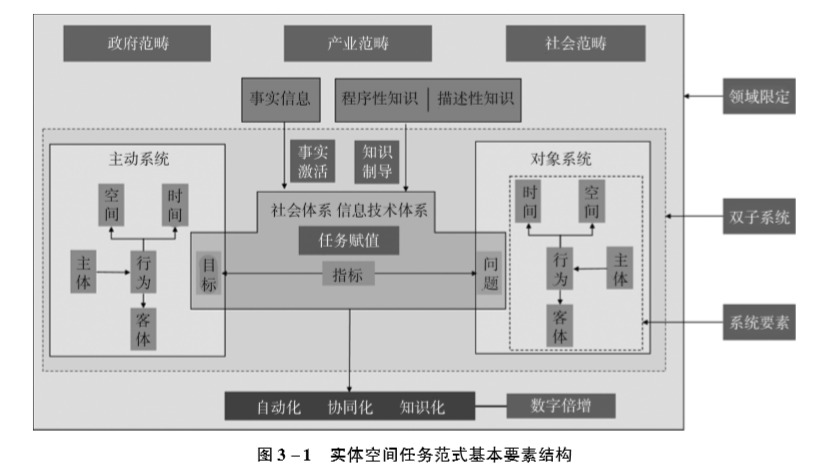 政府范畴
产业范畴
社会范畴
事实信息
程序性知识 | 描述性知识
领域限定
事实
激活
知识
制导
主动系统
空间
时间
主体
行为
客体
社会体系 信息技术体系
任务赋值
目标
指标
问题
对象系统
时间
空间
行为
主体
客体
双子系统
系统要素
自动化 协同化 知识化
数字倍增
图 3-1 实体空间任务范式基本要素结构